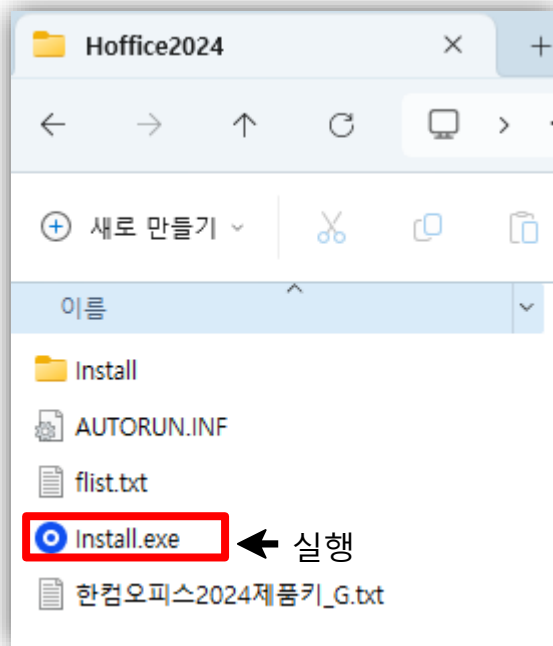 Hoffice2024
새로 만들기
이름
Install
AUTORUN.INF
flist.txt
Install.exe
실행
한컴오피스2024제품키_G.txt